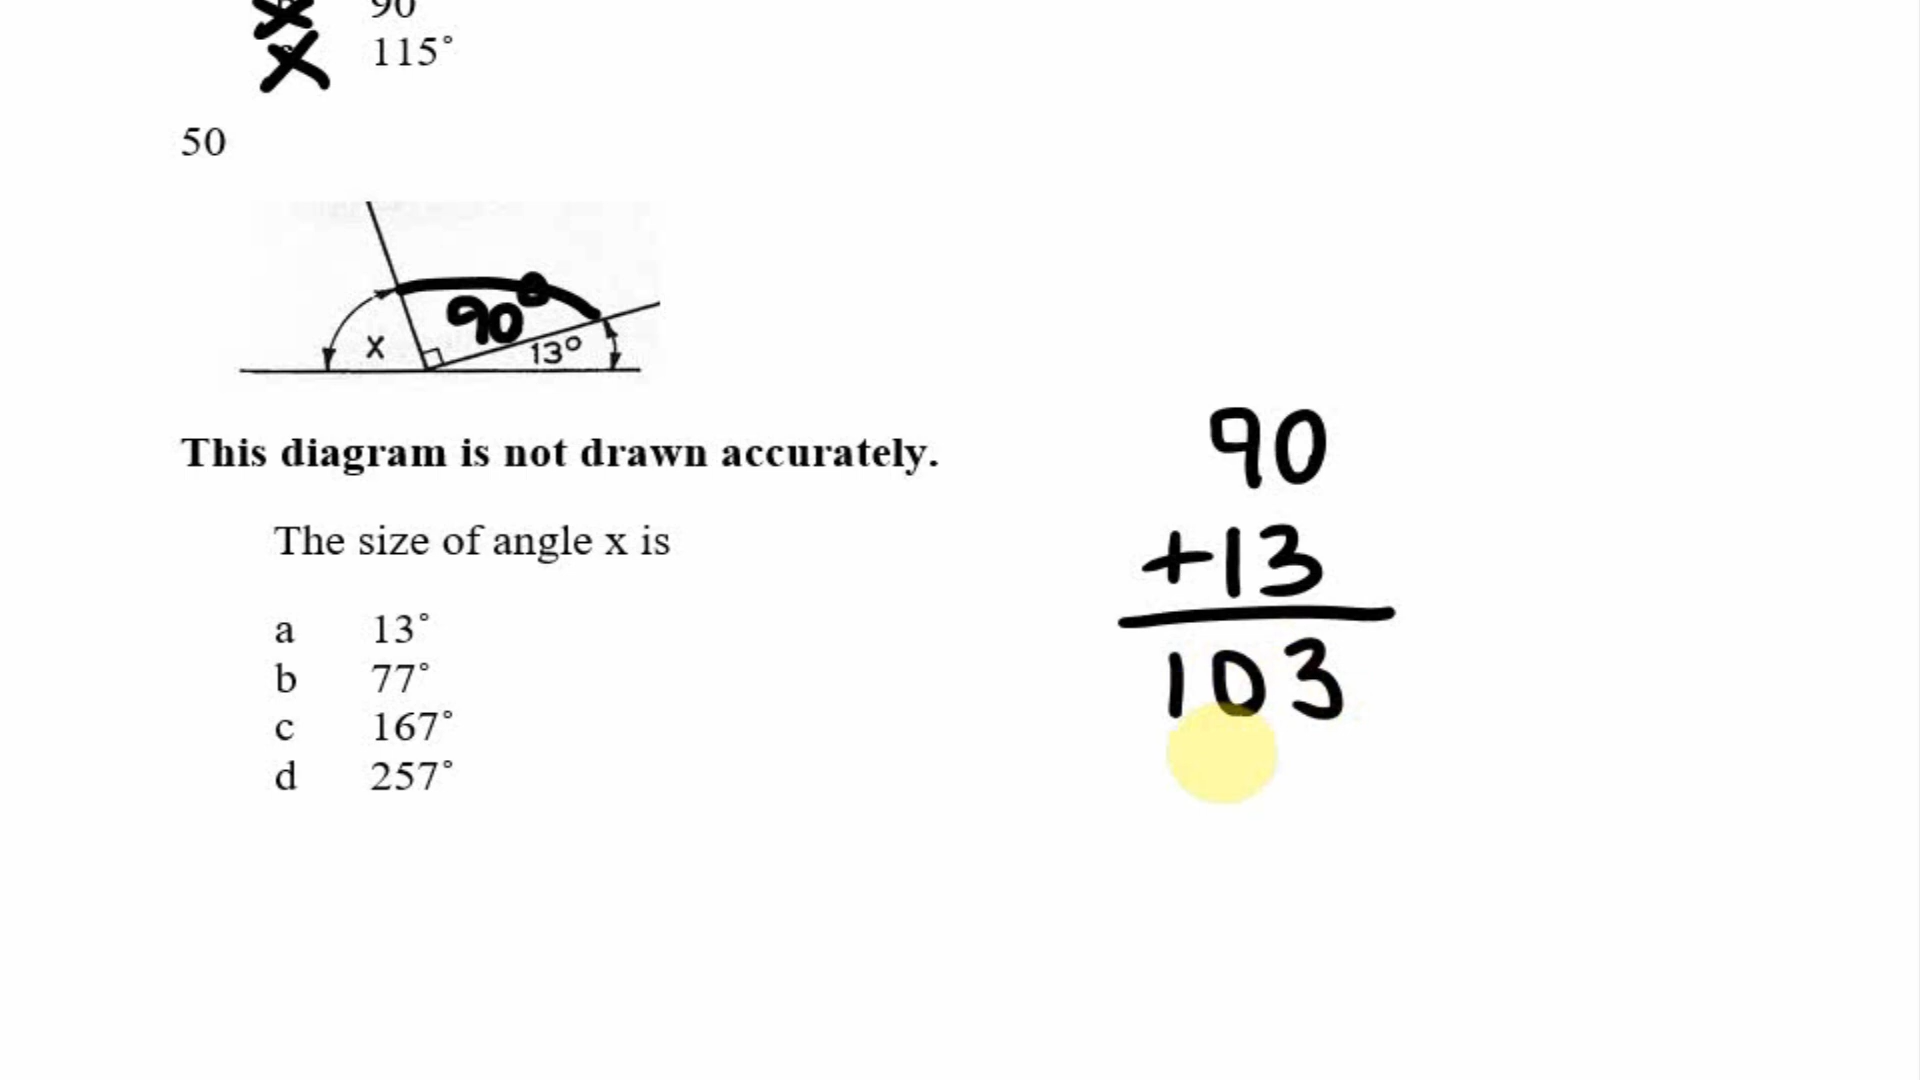 90
115°
50
90°
x
13°
This diagram is not drawn accurately.
The size of angle x is
a 13°
b 77°
c 167°
d 257°
90
+13
103